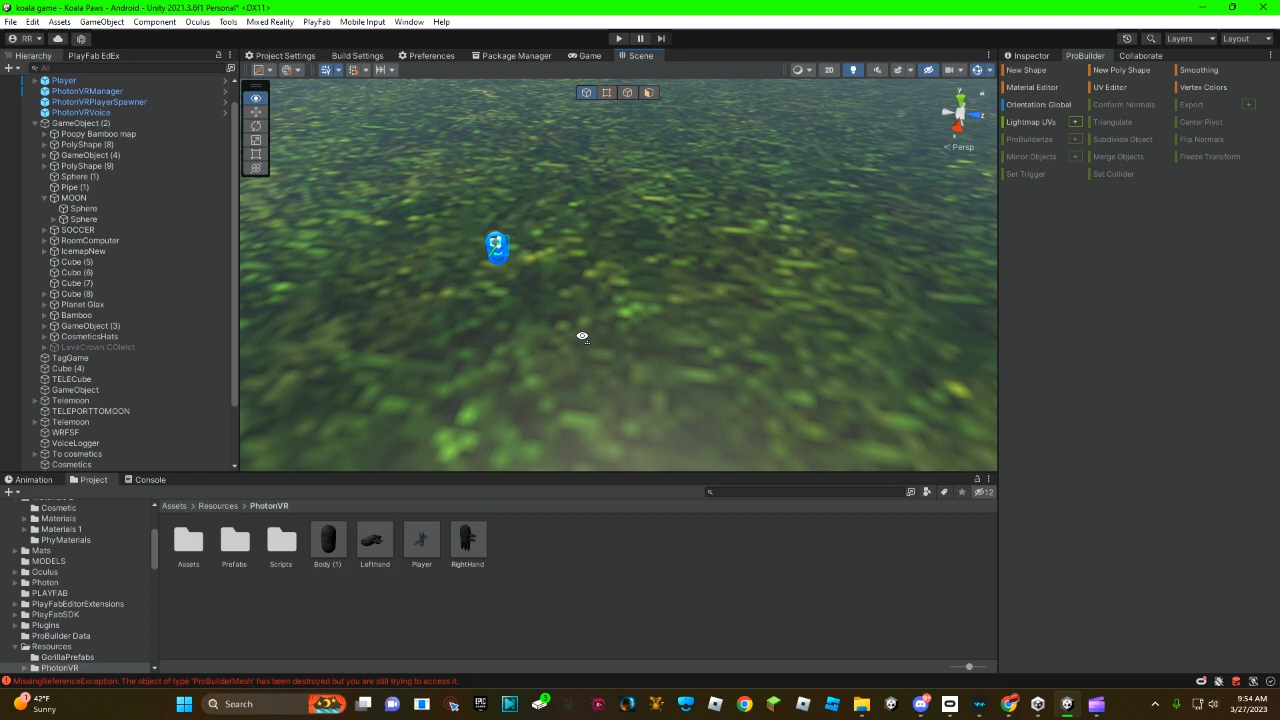 koala game - Koala Paws - Android - Unity 2021.3.6f1 Personal* <DX11>
File Edit Assets GameObject Component Oculus Tools Mixed Reality PlayFab Mobile Input Window Help
RR Layers Layout
Hierarchy PlayFab EdEx
Project Settings Build Settings Preferences Package Manager Game Scene
Inspector ProBuilder Collaborate
All
2D
Player
PhotonVRManager
PhotonVRPlayerSpawner
PhotonVRVoice
GameObject (2)
Poopy Bamboo map
PolyShape (8)
GameObject (4)
PolyShape (9)
Sphere (1)
Pipe (1)
MOON
Sphere
Sphere
SOCCER
RoomComputer
IcemapNew
Cube (5)
Cube (6)
Cube (7)
Cube (8)
Planet Glax
Bamboo
GameObject (3)
CosmeticsHats
LavaCrown COlelct
TagGame
Cube (4)
TELECube
GameObject
Telemoon
TELEPORTTOMOON
Telemoon
WRFSF
VoiceLogger
To cosmetics
Cosmetics
y
z
x
< Persp
New Shape New Poly Shape Smoothing
Material Editor UV Editor Vertex Colors
Orientation: Global Conform Normals Export +
Lightmap UVs + Triangulate Center Pivot
ProBuilderize + Subdivide Object Flip Normals
Mirror Objects + Merge Objects Freeze Transform
Set Trigger Set Collider
Animation Project Console
12
Cosmetic
Materials
Materials 1
PhyMaterials
Mats
MODELS
Oculus
Photon
PLAYFAB
PlayFabEditorExtensions
PlayFabSDK
Plugins
ProBuilder Data
Resources
GorillaPrefabs
PhotonVR
Assets > Resources > PhotonVR
Assets Prefabs Scripts Body (1) Lefthand Player RightHand
MissingReferenceException: The object of type 'ProBuilderMesh' has been destroyed but you are still trying to access it.
42°F
Sunny
Search
9:54 AM
3/27/2023